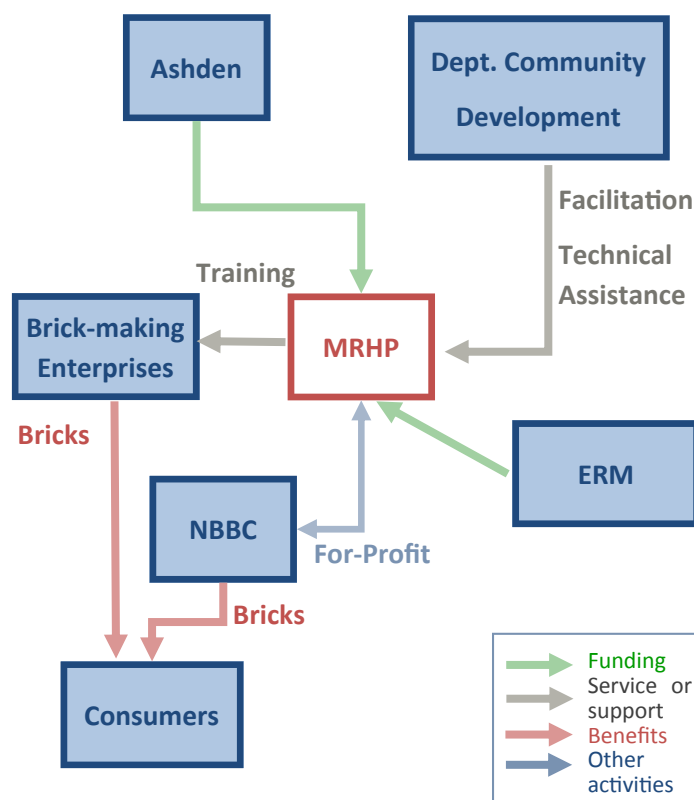 Ashden
Dept. Community
Development
Facilitation
Technical
Assistance
Training
Brick-making
Enterprises
MRHP
Bricks
ERM
NBBC
For-Profit
Bricks
Consumers
Funding
Service or
support
Benefits
Other
activities